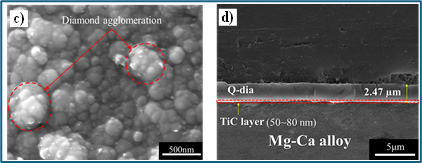 c)
Diamond agglomeration
500nm
d)
Q-dia
2.47 µm
TiC layer (50~80 nm)
Mg-Ca alloy
5µm